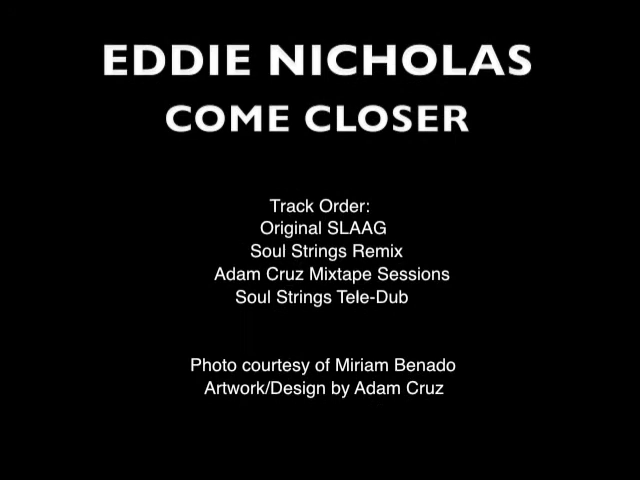 EDDIE NICHOLAS
COME CLOSER
Track Order:
Original SLAAG
Soul Strings Remix
Adam Cruz Mixtape Sessions
Soul Strings Tele-Dub
Photo courtesy of Miriam Benado
Artwork/Design by Adam Cruz